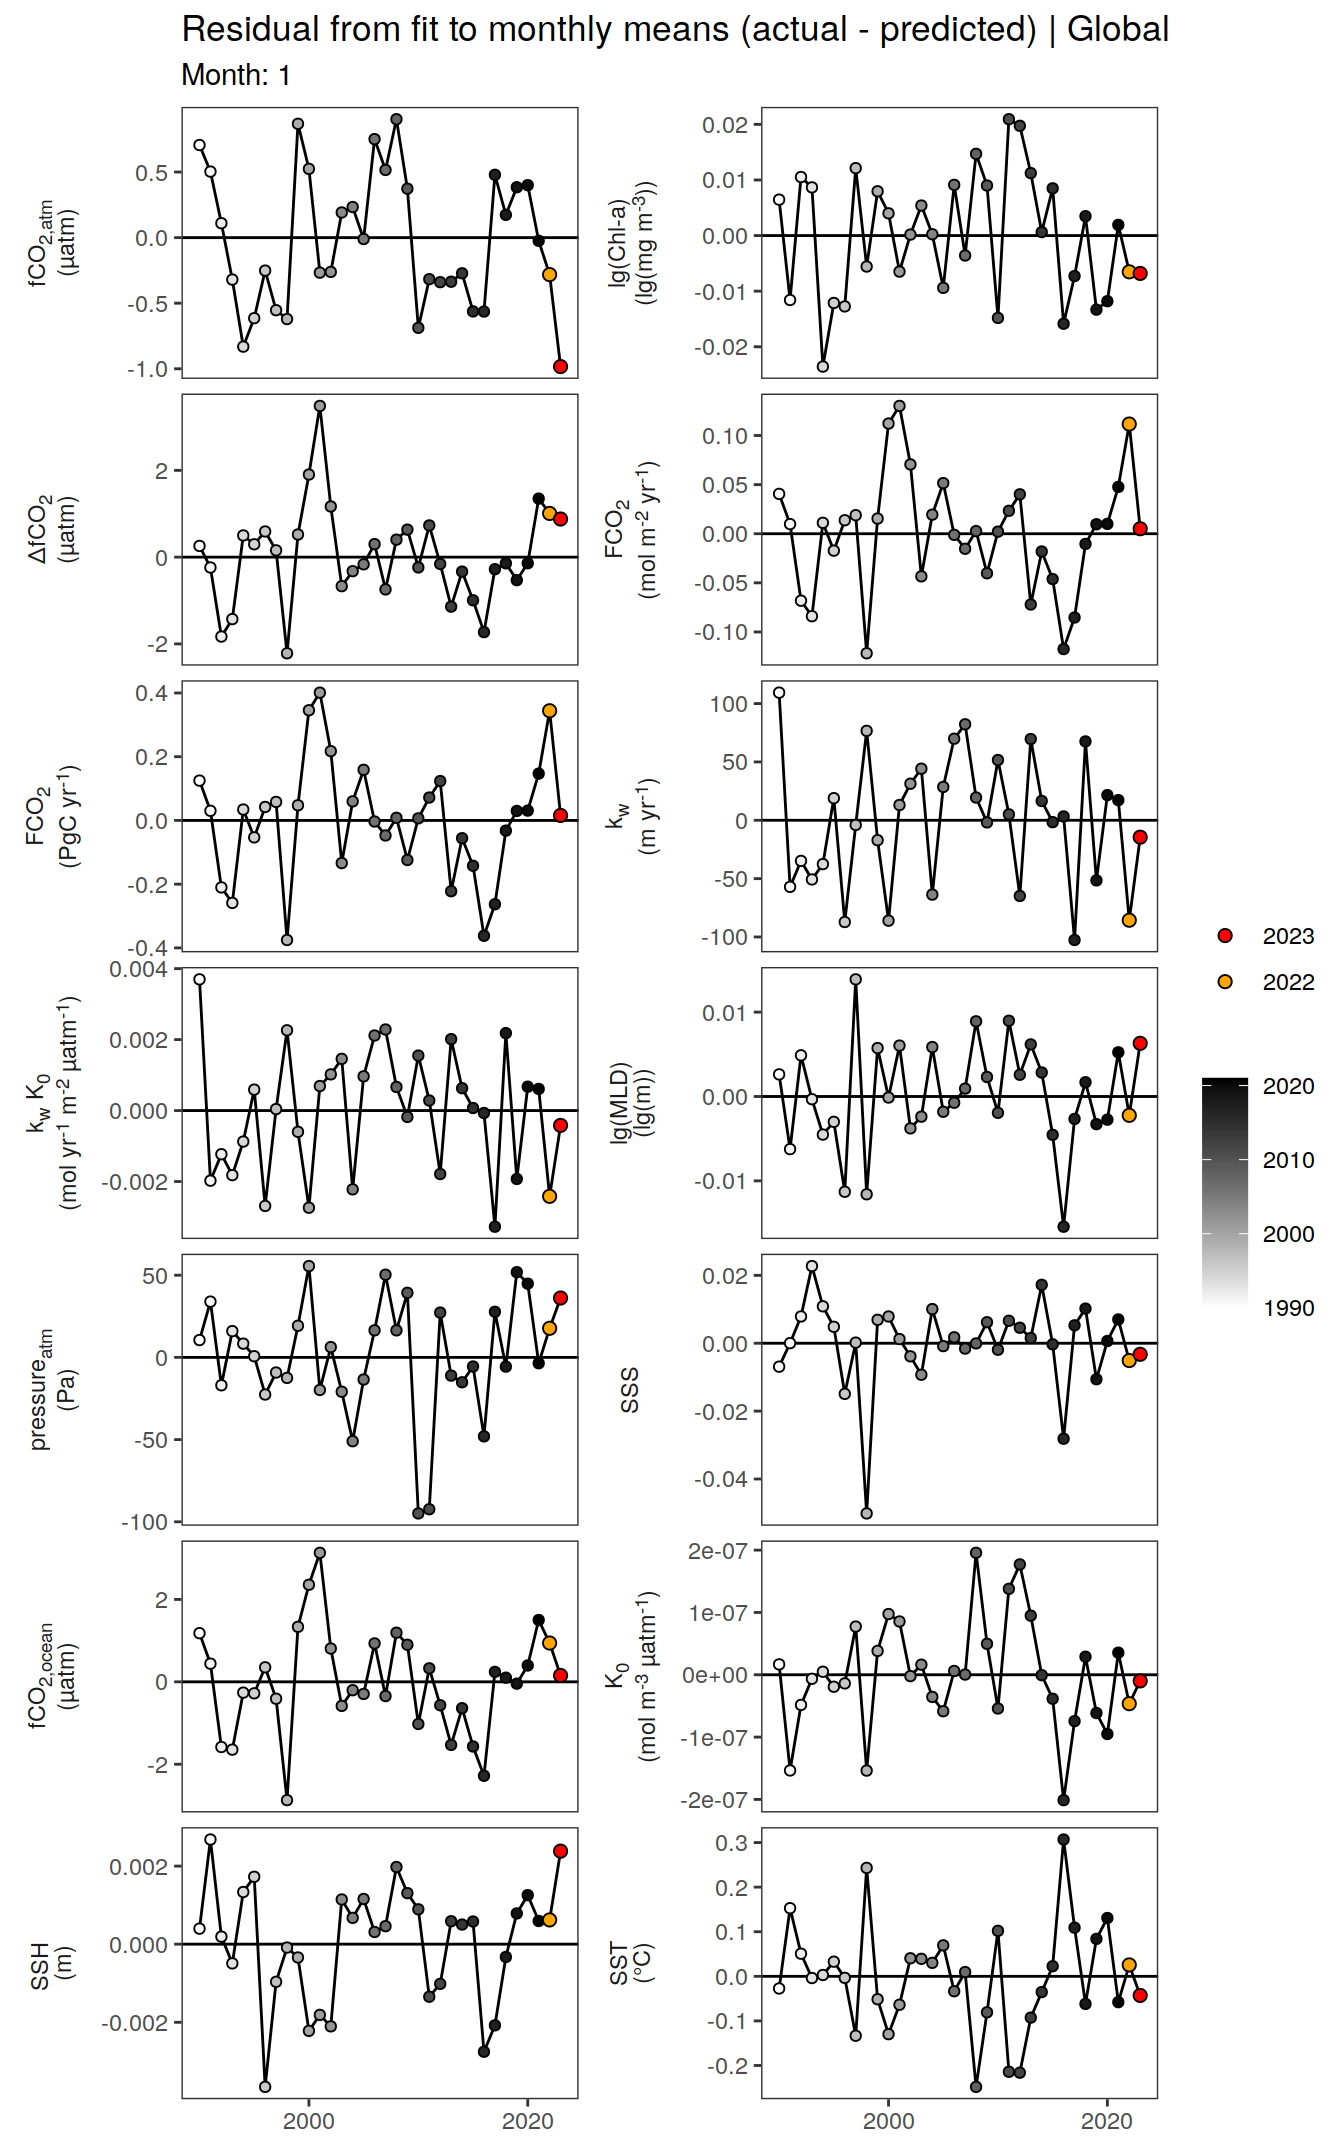 Residual from fit to monthly means (actual - predicted) | Global
Month: 1
fCO2,atm
(µatm)
0.5
0.0
-0.5
-1.0
lg(Chl-a)
(lg(mg m-3))
0.02
0.01
0.00
-0.01
-0.02
ΔfCO2
(µatm)
2
0
-2
FCO2
(mol m-2 yr-1)
0.10
0.05
0.00
-0.05
-0.10
FCO2
(PgC yr-1)
0.4
0.2
0.0
-0.2
-0.4
kw
(m yr-1)
100
50
0
-50
-100
kw K0
(mol yr-1 m-2 µatm-1)
0.004
0.002
0.000
-0.002
lg(MLD)
(lg(m))
0.01
0.00
-0.01
pressureatm
(Pa)
50
0
-50
-100
SSS
0.02
0.00
-0.02
-0.04
fCO2,ocean
(µatm)
2
0
-2
K0
(mol m-3 µatm-1)
2e-07
1e-07
0e+00
-1e-07
-2e-07
SSH
(m)
0.002
0.000
-0.002
SST
(°C)
0.3
0.2
0.1
0.0
-0.1
-0.2
2000
2020
2000
2020
2023
2022
2020
2010
2000
1990